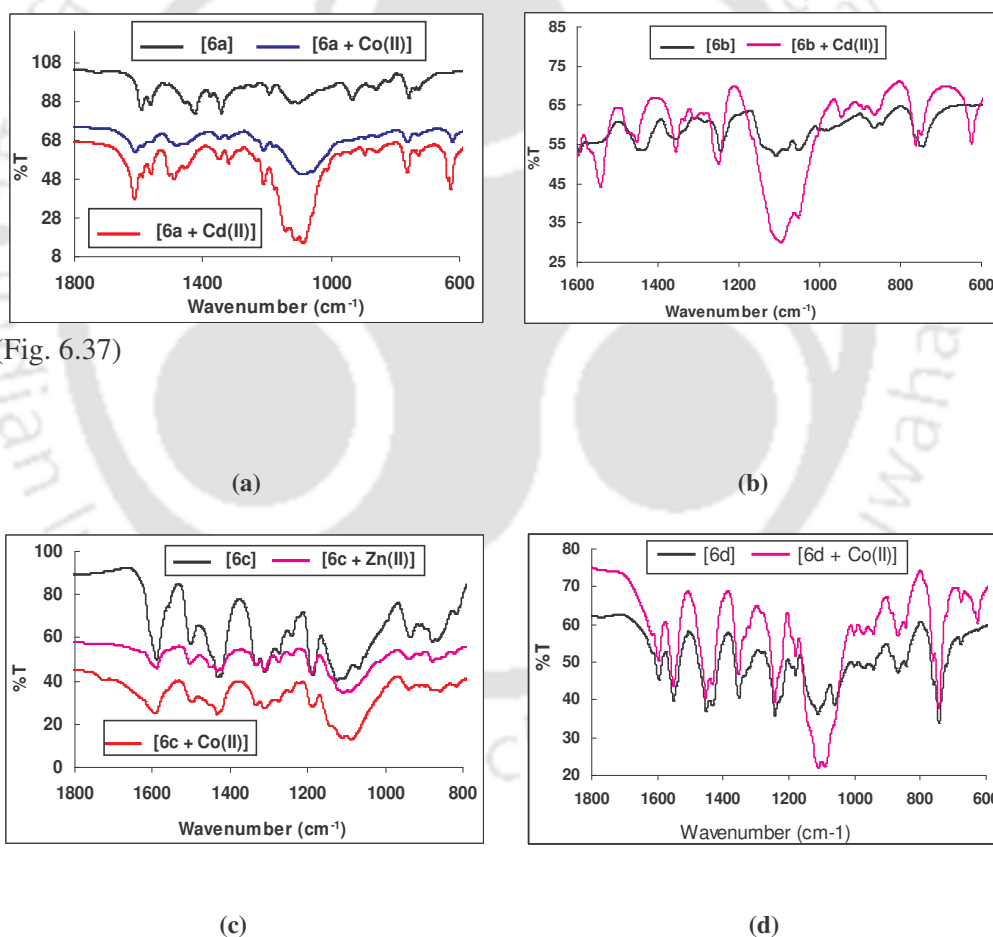 [6a] [6a + Co(II)]
108
88
68
48
28
8
%T
[6a + Cd(II)]
1800 1400 1000 600
Wavenumber (cm-1)
[6b] [6b + Cd(II)]
85
75
65
55
45
35
25
%T
1600 1400 1200 1000 800 600
Wavenumber (cm-1)
(Fig. 6.37)
(a) (b)
[6c] [6c + Zn(II)]
100
80
60
40
20
0
%T
[6c + Co(II)]
1800 1600 1400 1200 1000 800
Wavenumber (cm-1)
[6d] [6d + Co(II)]
80
70
60
50
40
30
20
%T
1800 1600 1400 1200 1000 800 600
Wavenumber (cm-1)
(c) (d)